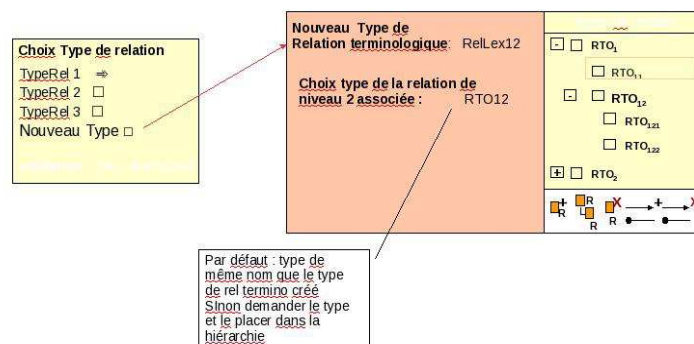 Choix Type de relation
TypeRel 1 ⇒
TypeRel 2 □
TypeRel 3 □
Nouveau Type □
Nouveau Type de
Relation terminologique: RelLex12
Choix type de la relation de
niveau 2 associée : RTO12
- □ RTO1
□ RTO11
- □ RTO12
□ RTO121
□ RTO122
+ □ RTO2
+ R
R R
X R
+ X
Par défaut : type de
même nom que le type
de rel termino créé
SInon demander le type
et le placer dans la
hiérarchie